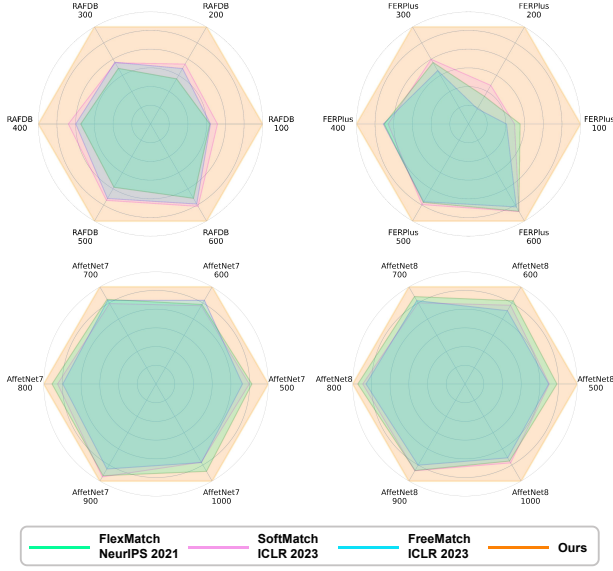 RAFDB
300
RAFDB
200
RAFDB
400
RAFDB
100
RAFDB
500
RAFDB
600
FERPlus
300
FERPlus
200
FERPlus
400
FERPlus
100
FERPlus
500
FERPlus
600
AffetNet7
700
AffetNet7
600
AffetNet7
800
AffetNet7
500
AffetNet7
900
AffetNet7
1000
AffetNet8
700
AffetNet8
600
AffetNet8
800
AffetNet8
500
AffetNet8
900
AffetNet8
1000
FlexMatch
NeurIPS 2021
SoftMatch
ICLR 2023
FreeMatch
ICLR 2023
Ours